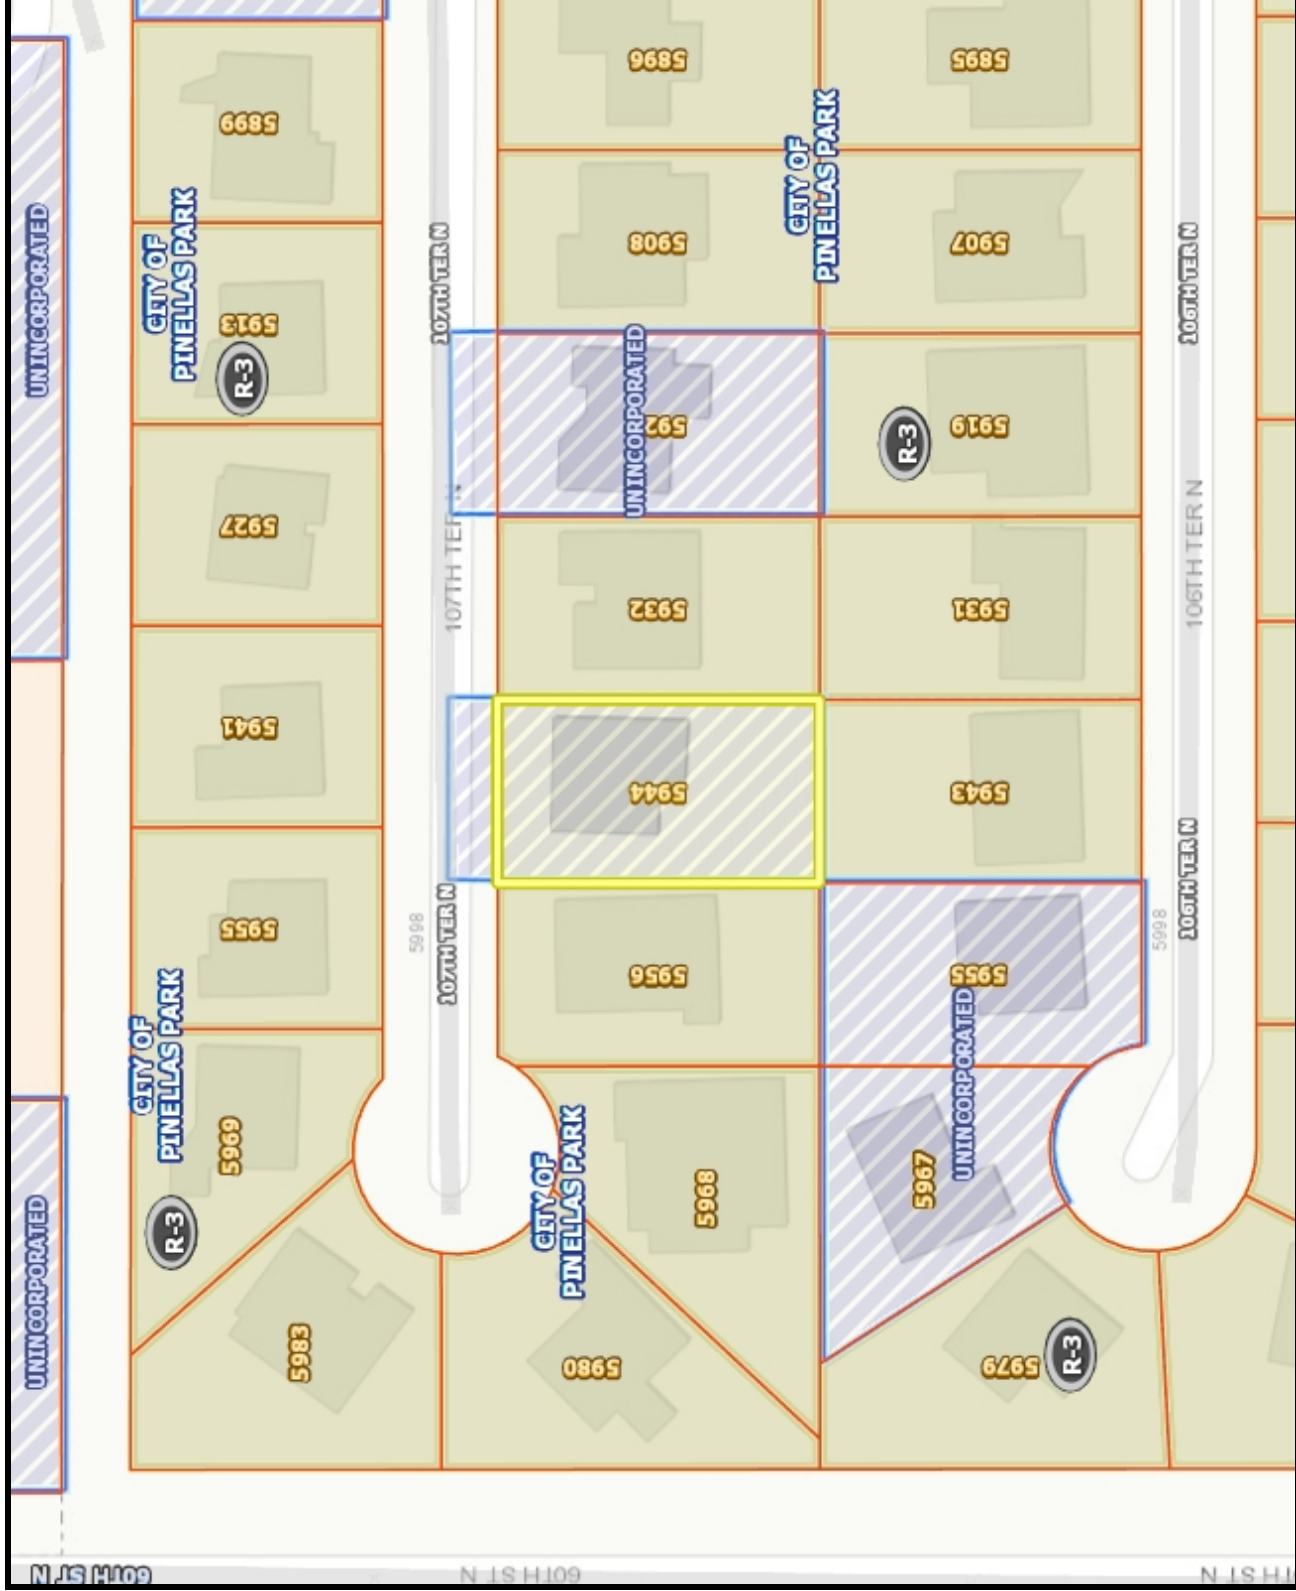 5899
5896
5895
UNINCORPORATED
CITY OF
PINELLAS PARK
CITY OF
PINELLAS PARK
5908
5907
107TH TER N
106TH TER N
5913
R-3
UNINCORPORATED
592
R-3
5919
5927
107TH TER N
106TH TER N
5932
5931
5941
5944
5943
107TH TER N
106TH TER N
5998
5998
5955
5956
5955
UNINCORPORATED
CITY OF
PINELLAS PARK
5969
R-3
CITY OF
PINELLAS PARK
5968
5967
UNINCORPORATED
5983
5980
5979
R-3
60TH ST N
60TH ST N
N ST